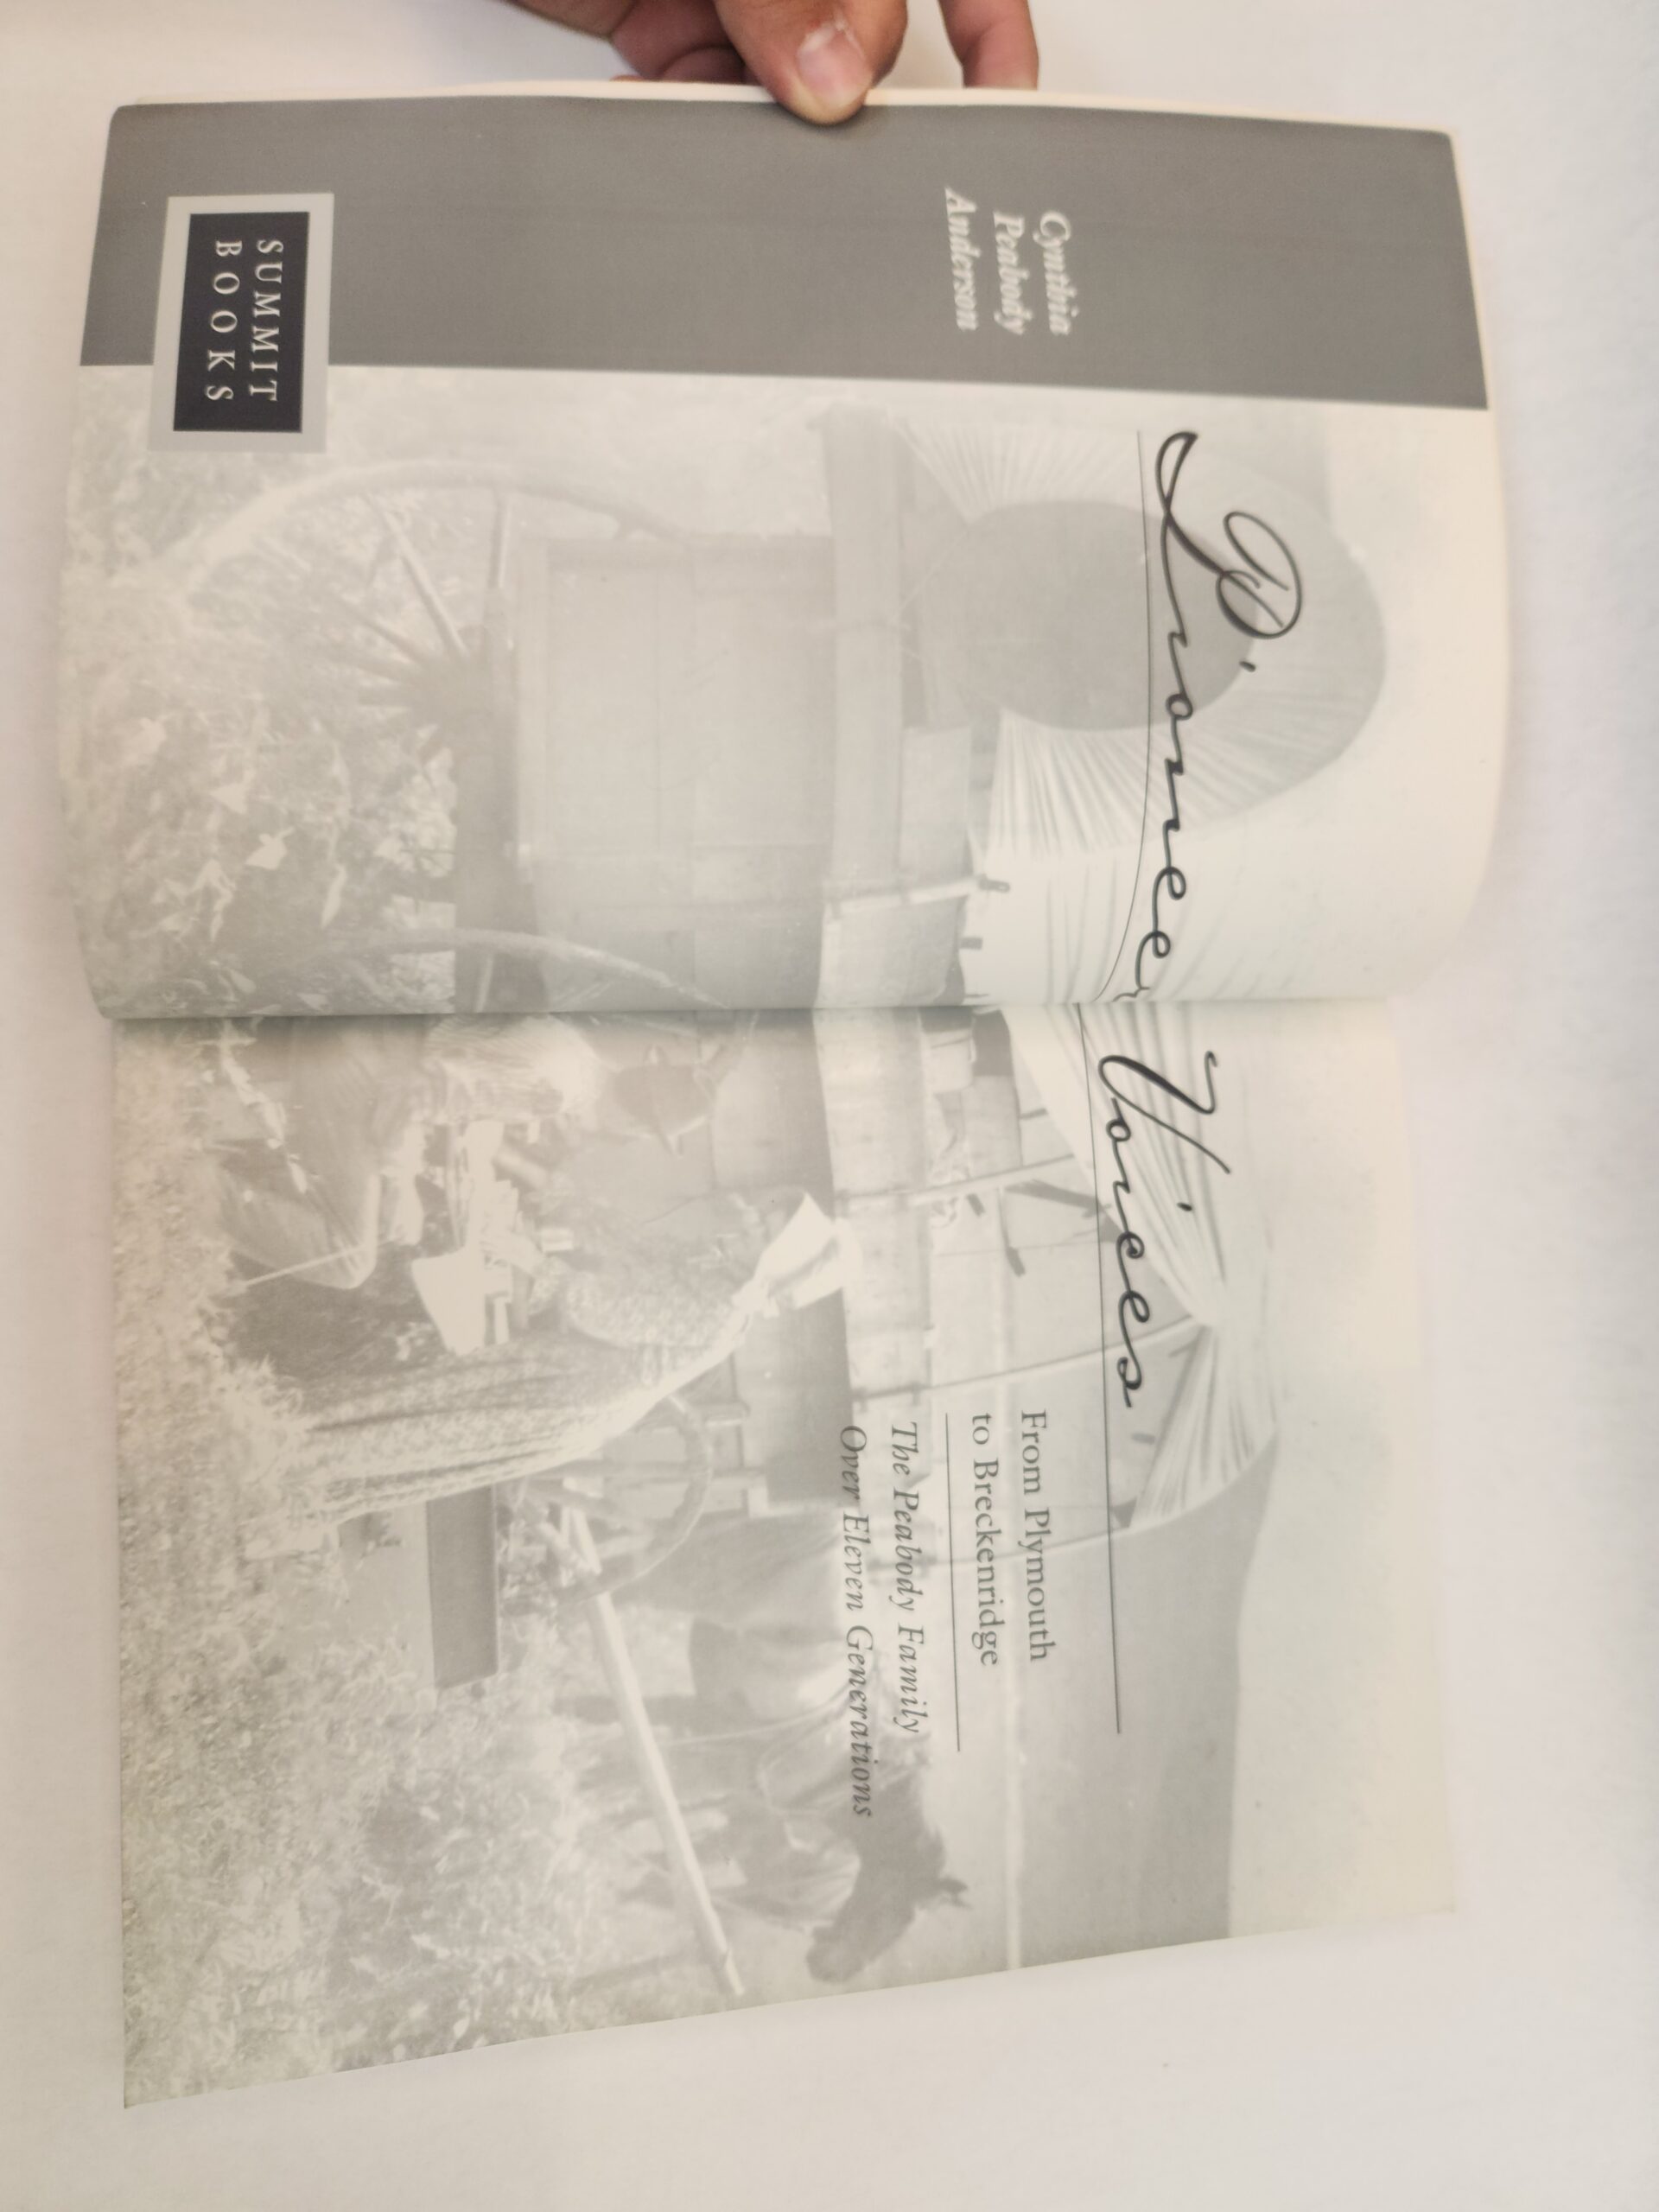 Cynthia
Peabody
Anderson
Pioneer Voices
From Plymouth
to Breckenridge
The Peabody Family
Over Eleven Generations
SUMMIT
BOOKS